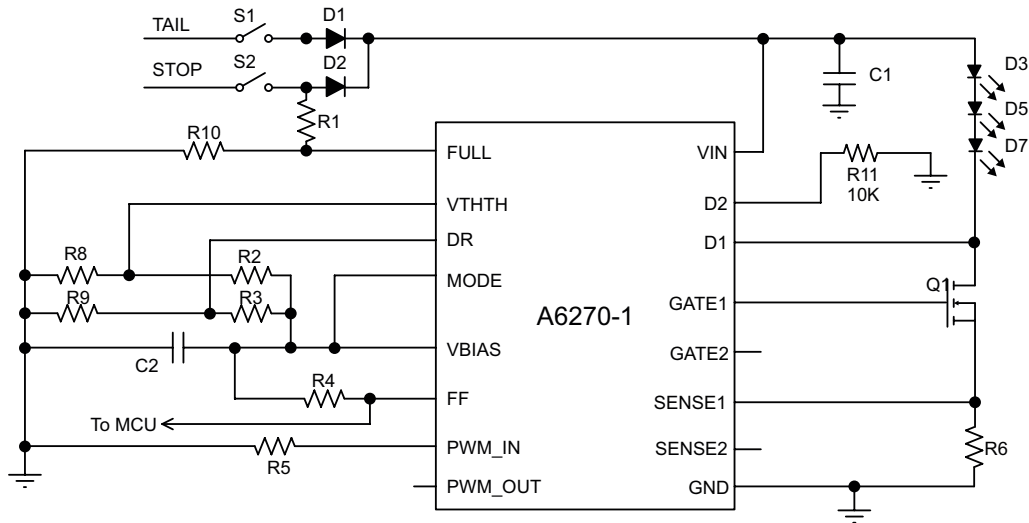 TAIL
S1
D1
STOP
S2
D2
R1
C1
D3
D5
D7
R10
FULL
VIN
R11
10K
VTHTH
D2
DR
D1
R8
R2
MODE
R9
R3
GATE1
Q1
A6270-1
C2
VBIAS
GATE2
R4
FF
SENSE1
To MCU
R5
PWM_IN
SENSE2
R6
PWM_OUT
GND